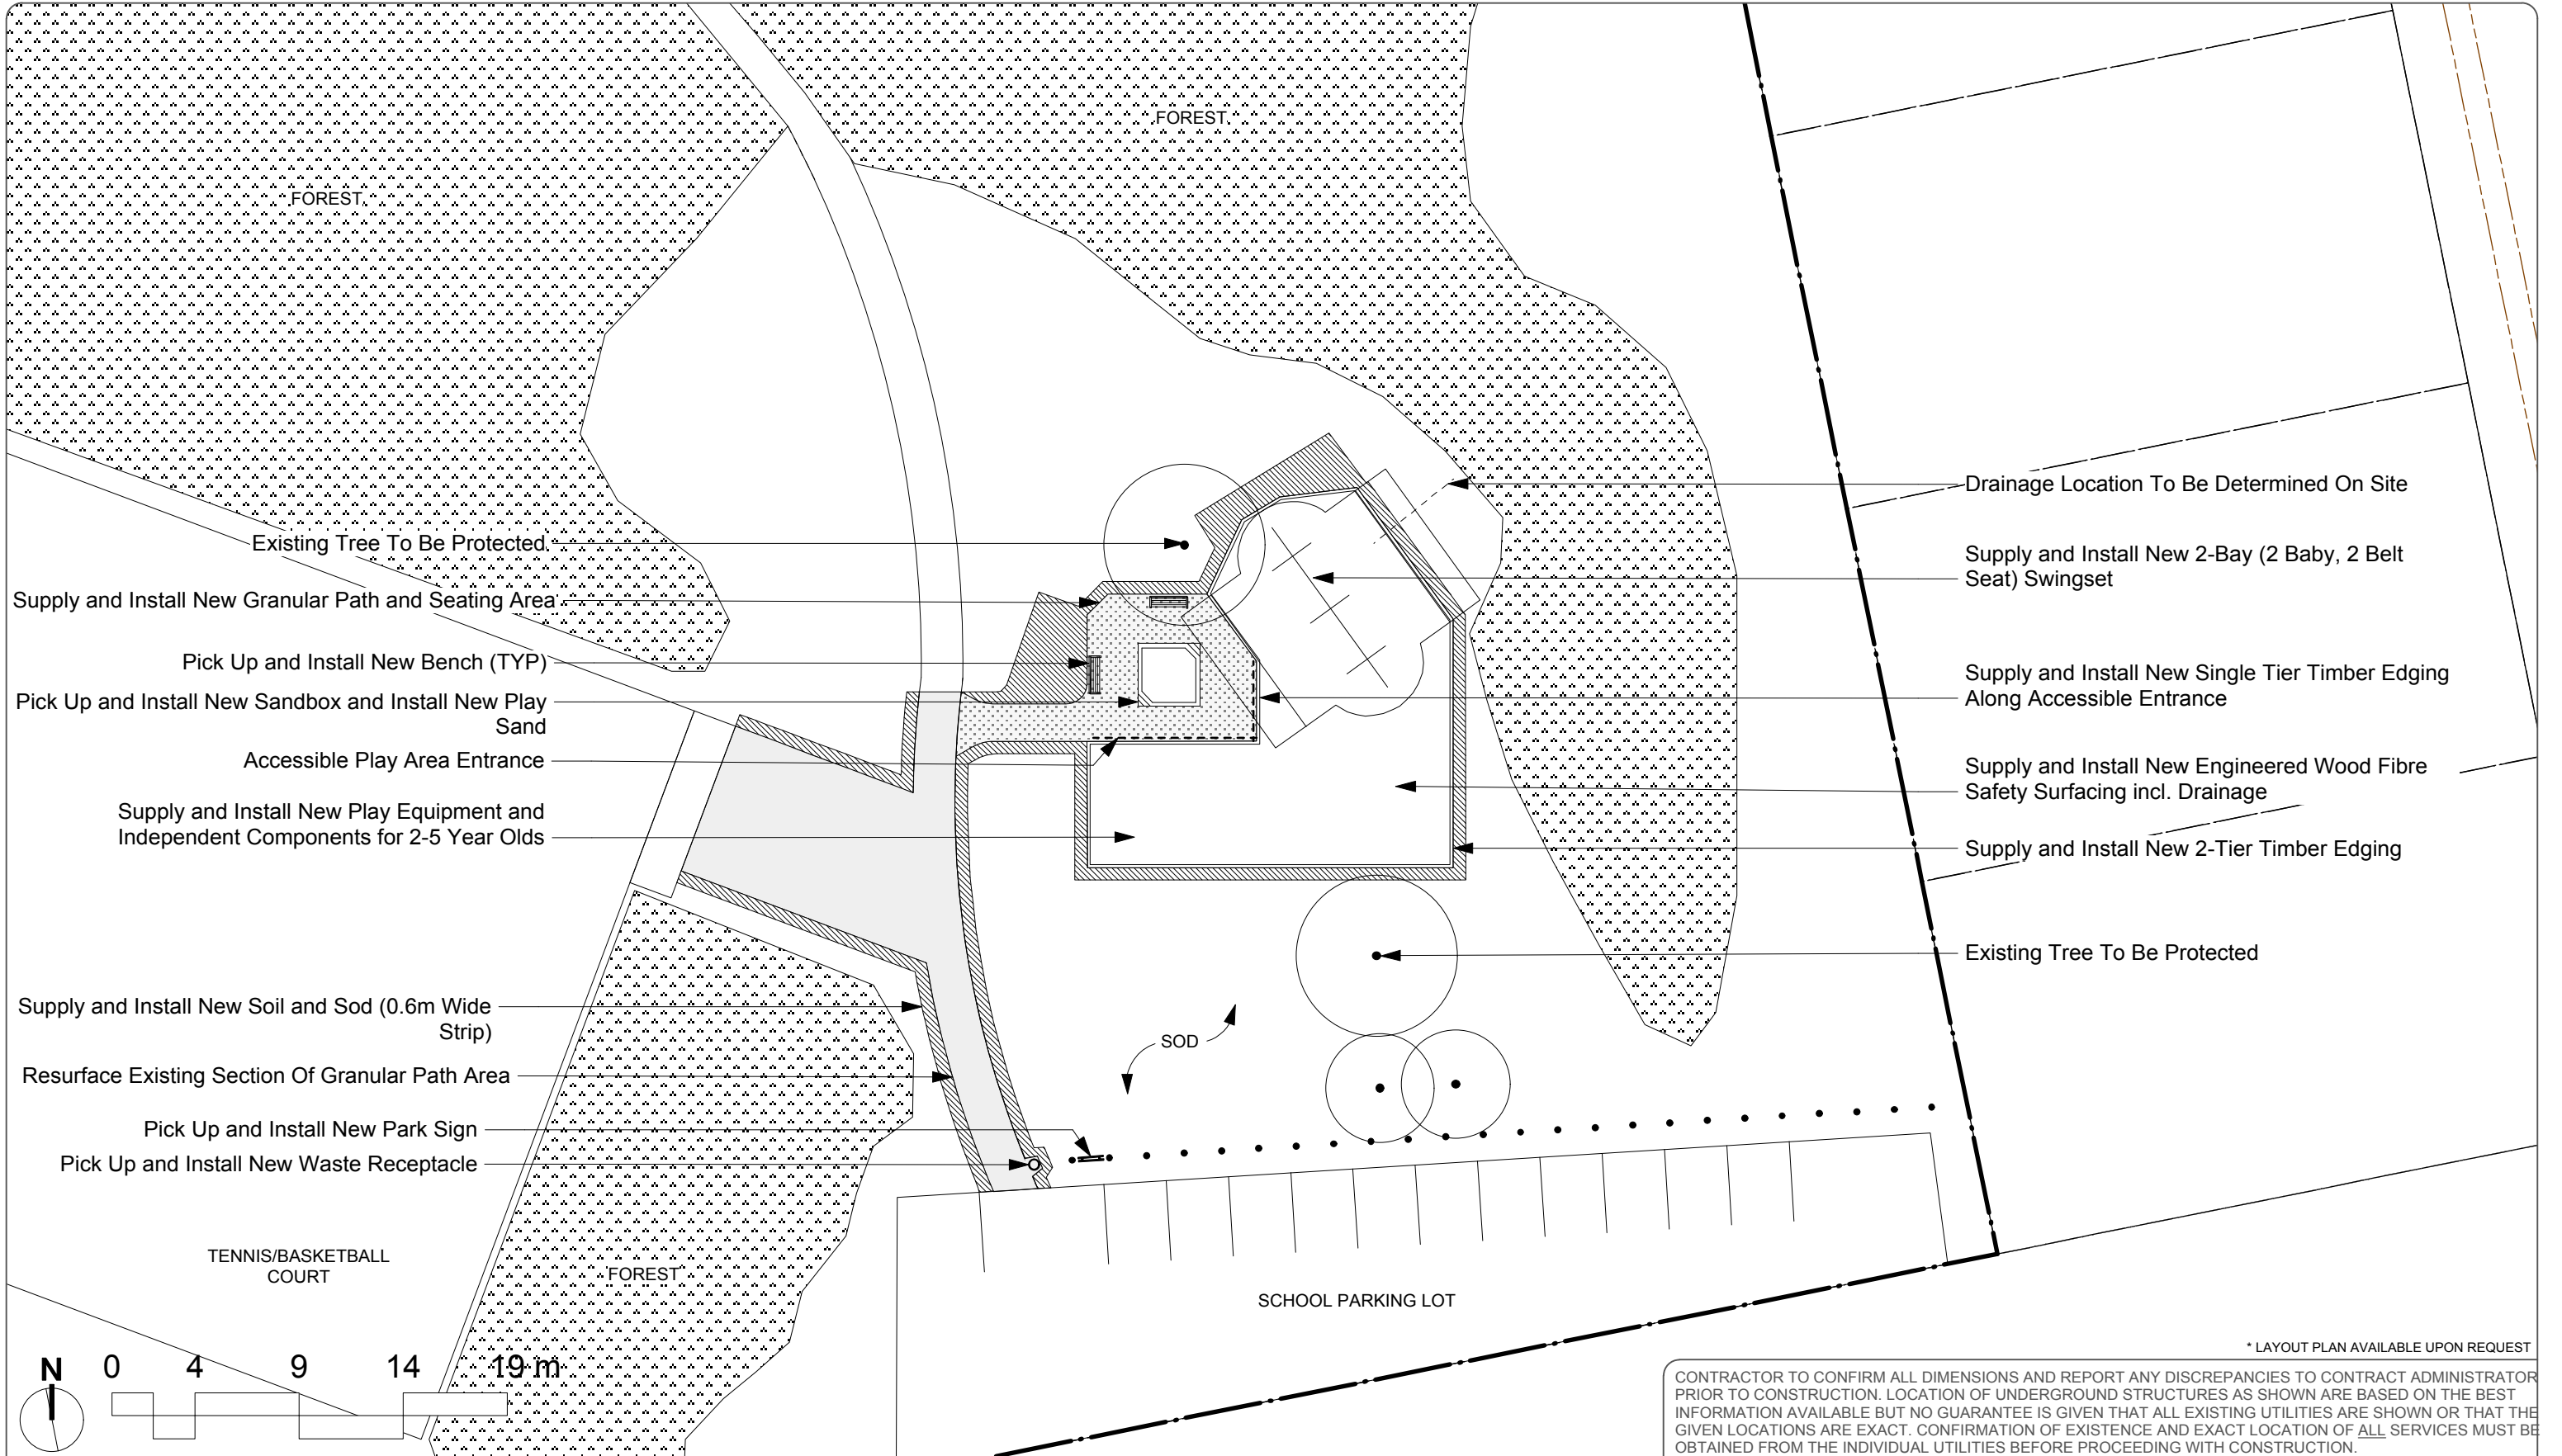 FOREST
FOREST
Existing Tree To Be Protected
Supply and Install New Granular Path and Seating Area
Pick Up and Install New Bench (TYP)
Pick Up and Install New Sandbox and Install New Play
Sand
Accessible Play Area Entrance
Supply and Install New Play Equipment and
Independent Components for 2-5 Year Olds
Supply and Install New Soil and Sod (0.6m Wide
Strip)
Resurface Existing Section Of Granular Path Area
Pick Up and Install New Park Sign
Pick Up and Install New Waste Receptacle
Drainage Location To Be Determined On Site
Supply and Install New 2-Bay (2 Baby, 2 Belt
Seat) Swingset
Supply and Install New Single Tier Timber Edging
Along Accessible Entrance
Supply and Install New Engineered Wood Fibre
Safety Surfacing incl. Drainage
Supply and Install New 2-Tier Timber Edging
Existing Tree To Be Protected
SOD
TENNIS/BASKETBALL
COURT
FOREST
SCHOOL PARKING LOT
N 0 4 9 14 19 m
* LAYOUT PLAN AVAILABLE UPON REQUEST
CONTRACTOR TO CONFIRM ALL DIMENSIONS AND REPORT ANY DISCREPANCIES TO CONTRACT ADMINISTRATOR
PRIOR TO CONSTRUCTION. LOCATION OF UNDERGROUND STRUCTURES AS SHOWN ARE BASED ON THE BEST
INFORMATION AVAILABLE BUT NO GUARANTEE IS GIVEN THAT ALL EXISTING UTILITIES ARE SHOWN OR THAT THE
GIVEN LOCATIONS ARE EXACT. CONFIRMATION OF EXISTENCE AND EXACT LOCATION OF ALL SERVICES MUST BE
OBTAINED FROM THE INDIVIDUAL UTILITIES BEFORE PROCEEDING WITH CONSTRUCTION.